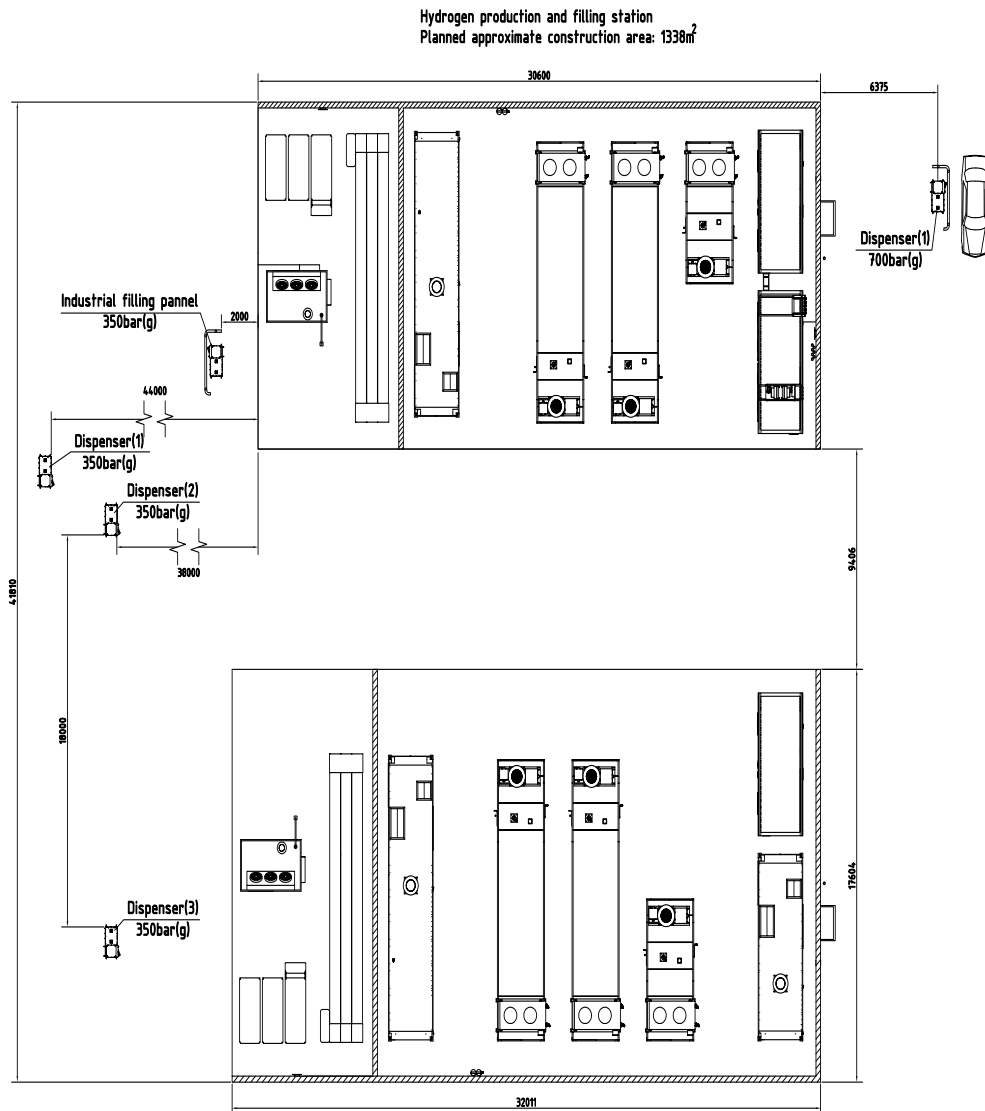 Hydrogen production and filling station
Planned approximate construction area: 1338m²
30600
6375
Dispenser(1)
700bar(g)
Industrial filling pannel
350bar(g)
2000
44000
Dispenser(1)
350bar(g)
Dispenser(2)
350bar(g)
38000
9406
41810
18000
17604
Dispenser(3)
350bar(g)
32011